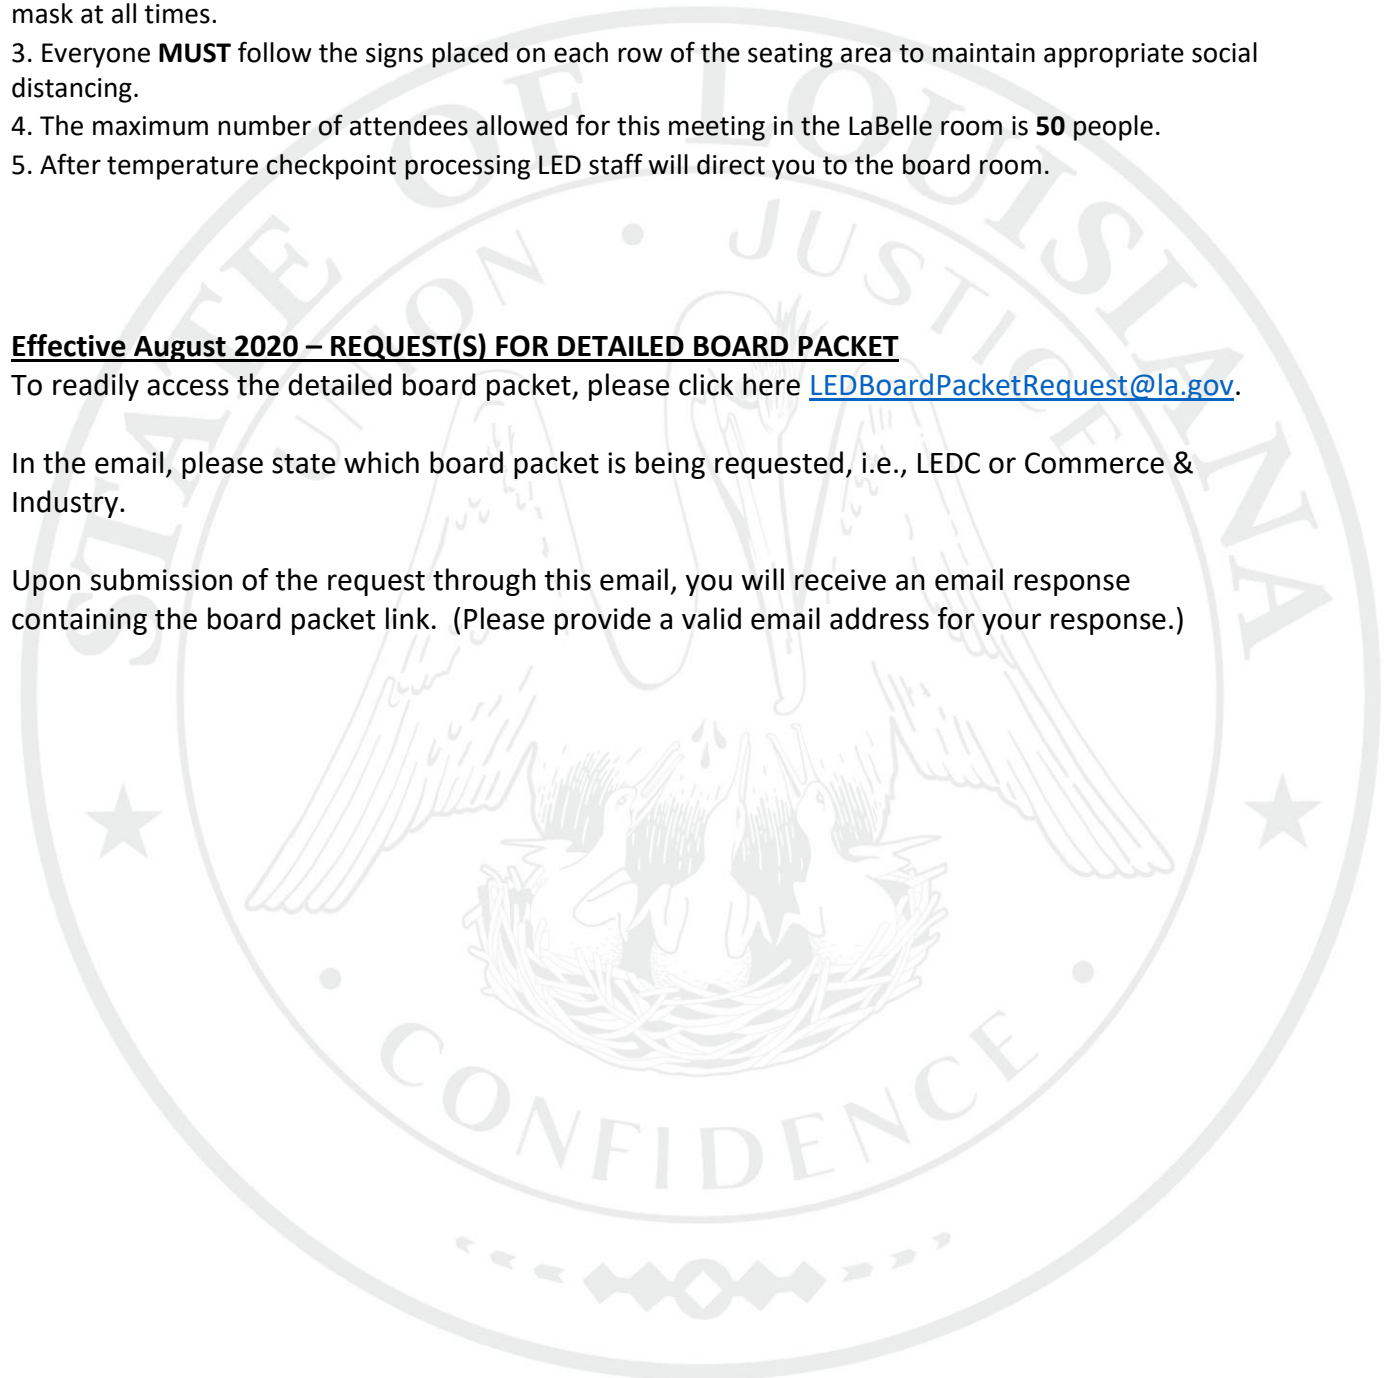 mask at all times.
3. Everyone MUST follow the signs placed on each row of the seating area to maintain appropriate social
distancing.
4. The maximum number of attendees allowed for this meeting in the LaBelle room is 50 people.
5. After temperature checkpoint processing LED staff will direct you to the board room.
Effective August 2020 – REQUEST(S) FOR DETAILED BOARD PACKET
To readily access the detailed board packet, please click here LEDBoardPacketRequest@la.gov.
In the email, please state which board packet is being requested, i.e., LEDC or Commerce &
Industry.
Upon submission of the request through this email, you will receive an email response
containing the board packet link.  (Please provide a valid email address for your response.)
STATE OF LOUISIANA
UNION · JUSTICE
· CONFIDENCE ·